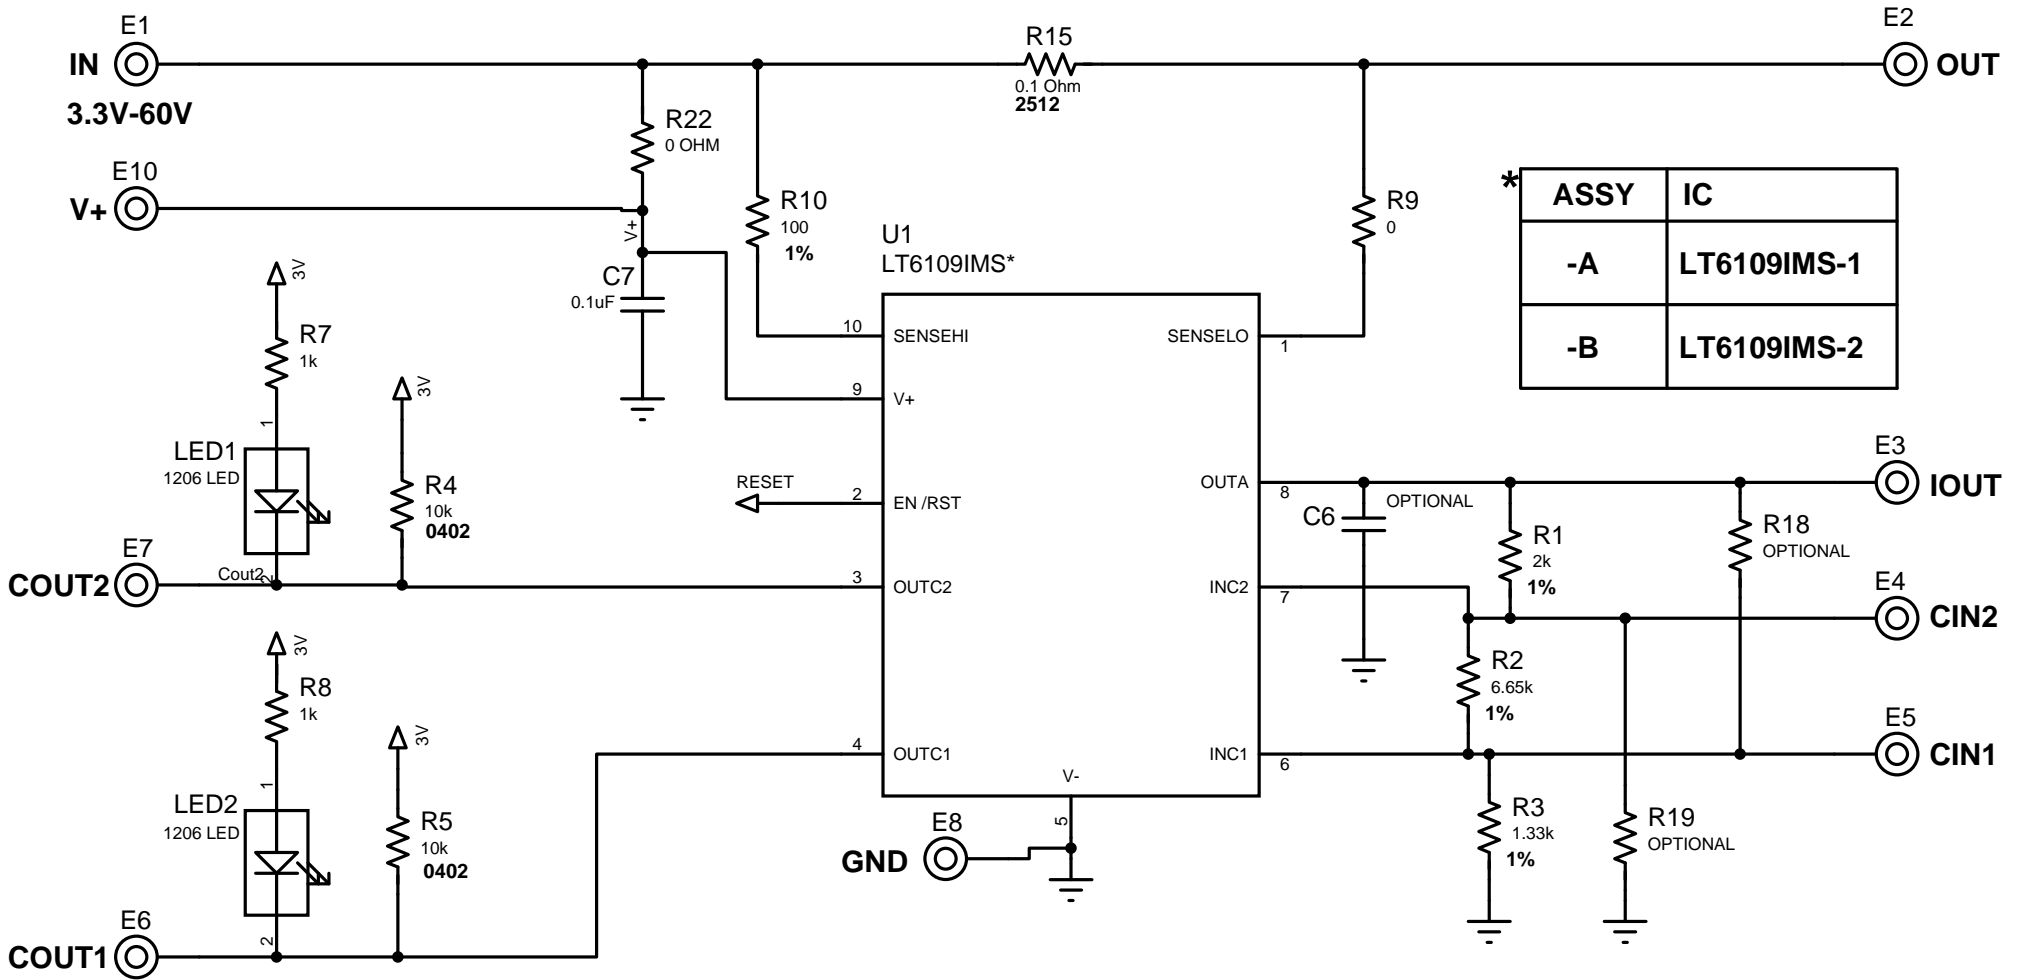 E1
IN
3.3V-60V
R15
0.1 Ohm
2512
E2
OUT
R22
0 OHM
E10
V+
V+
R10
100
1%
R9
0
*
ASSY IC
-A LT6109IMS-1
-B LT6109IMS-2
U1
LT6109IMS*
C7
0.1uF
3V
R7
1k
1
LED1
1206 LED
2
3V
R4
10k
0402
E7
COUT2
Cout2
10
SENSEHI
SENSELO
1
9
V+
RESET
2
EN /RST
OUTA
8
3
OUTC2
INC2
7
4
OUTC1
INC1
6
V-
5
E8
GND
C6
OPTIONAL
R1
2k
1%
R18
OPTIONAL
E3
IOUT
E4
CIN2
R2
6.65k
1%
E5
CIN1
R3
1.33k
1%
R19
OPTIONAL
3V
R8
1k
1
LED2
1206 LED
2
3V
R5
10k
0402
E6
COUT1